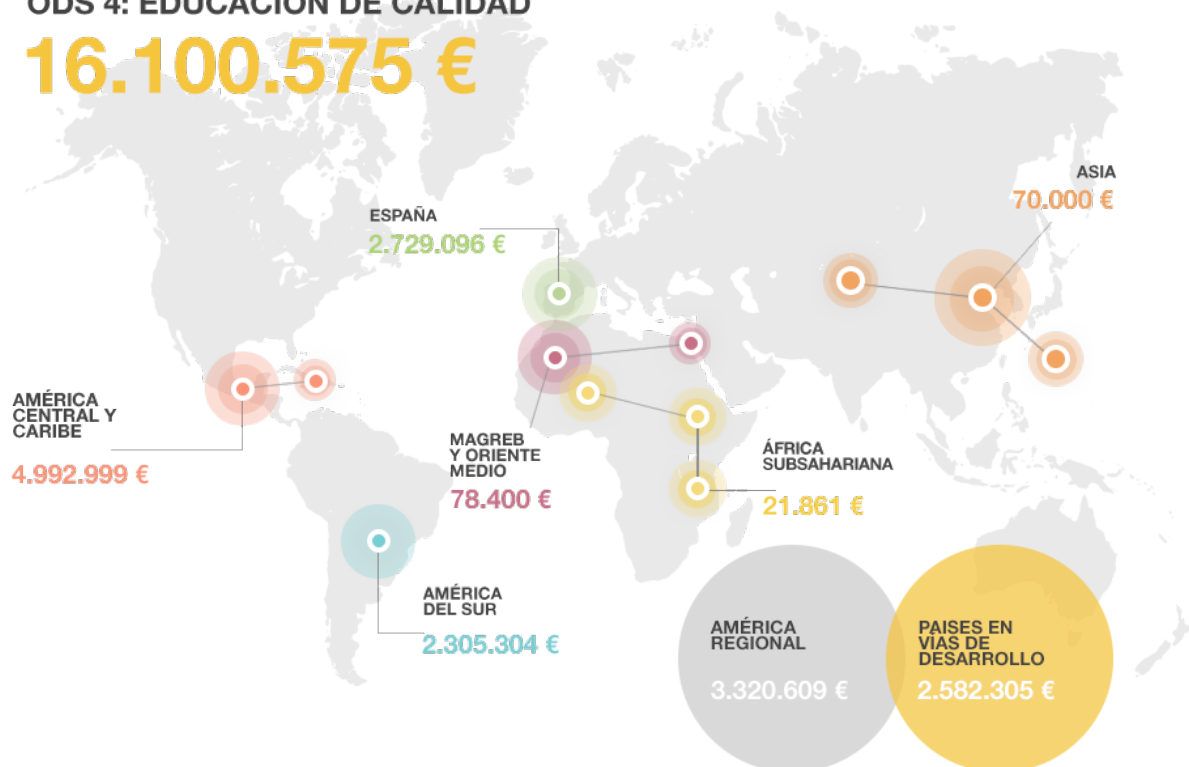 ODS 4: EDUCACIÓN DE CALIDAD
16.100.575 €
ASIA
70.000 €
ESPAÑA
2.729.096 €
AMÉRICA
CENTRAL Y
CARIBE
4.992.999 €
MAGREB
Y ORIENTE
MEDIO
78.400 €
ÁFRICA
SUBSAHARIANA
21.861 €
AMÉRICA
DEL SUR
2.305.304 €
AMÉRICA
REGIONAL
3.320.609 €
PAISES EN
VÍAS DE
DESARROLLO
2.582.305 €